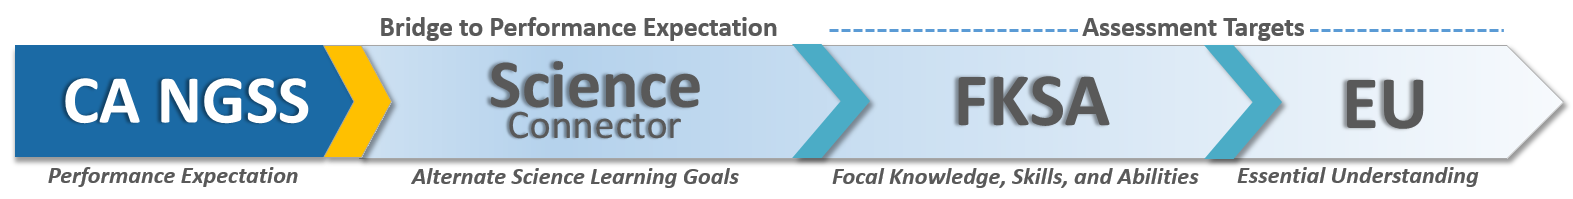 Bridge to Performance Expectation
Assessment Targets
CA NGSS
Science
Connector
FKSA
EU
Performance Expectation
Alternate Science Learning Goals
Focal Knowledge, Skills, and Abilities
Essential Understanding